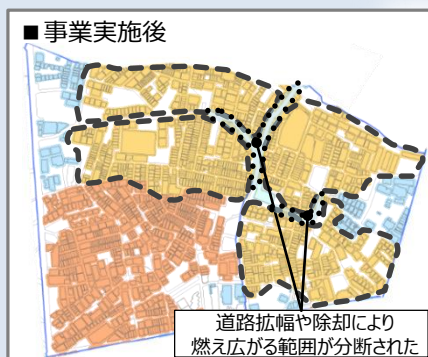 ■事業実施後
道路拡幅や除却により
燃え広がる範囲が分断された